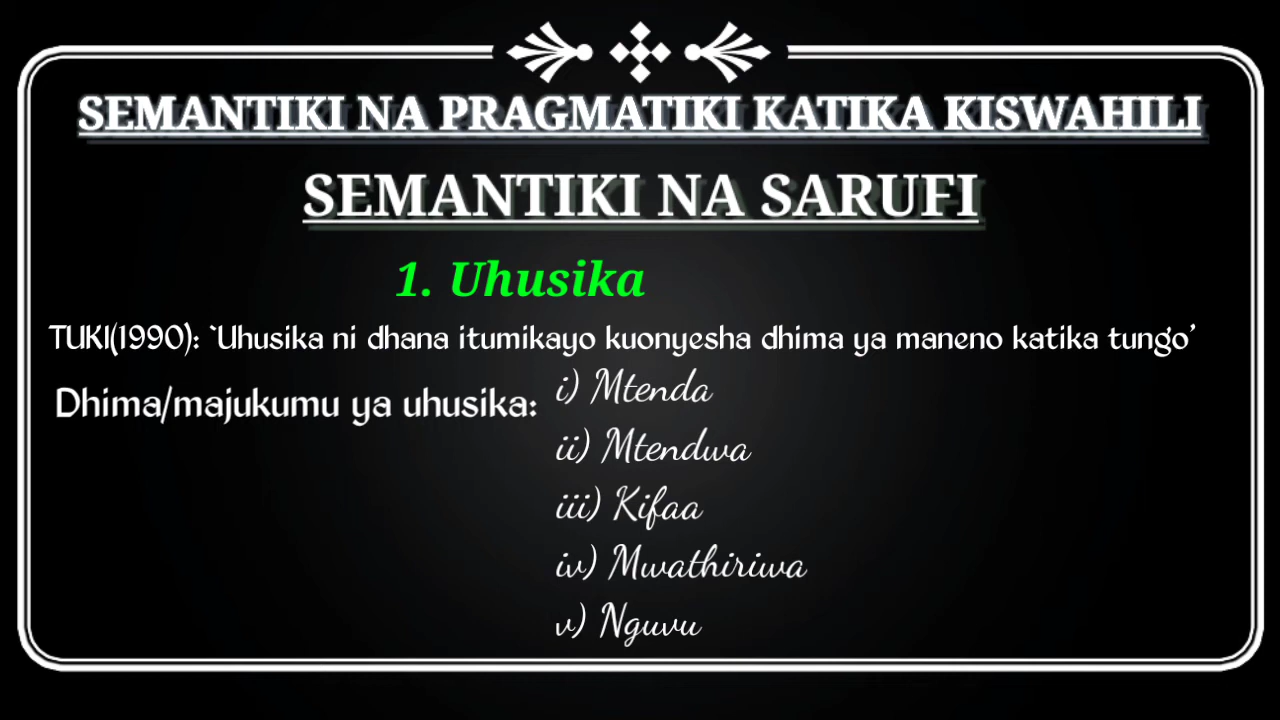 SEMANTIKI NA PRAGMATIKI KATIKA KISWAHILI
SEMANTIKI NA SARUFI
1. Uhusika
TUKI(1990): `Uhusika ni dhana itumikayo kuonyesha dhima ya maneno katika tungo’
Dhima/majukumu ya uhusika:
i) Mtenda
ii) Mtendwa
iii) Kifaa
iv) Mwathiriwa
v) Nguvu